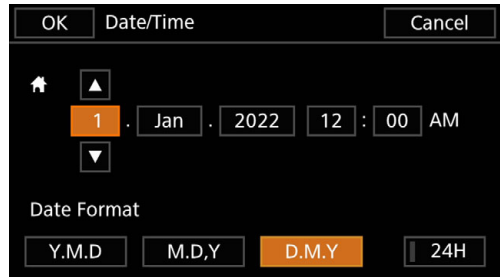 OK Date/Time Cancel
1 . Jan . 2022 12 : 00 AM
Date Format
Y.M.D M.D,Y D.M.Y 24H